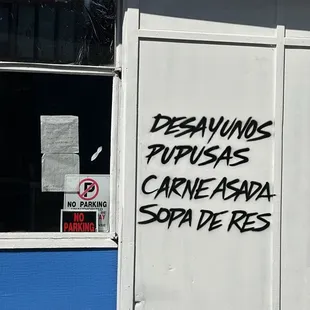 DESAYUNOS
PUPUSAS
CARNE ASADA
SOPA DE RES
NO PARKING
NO
PARKING